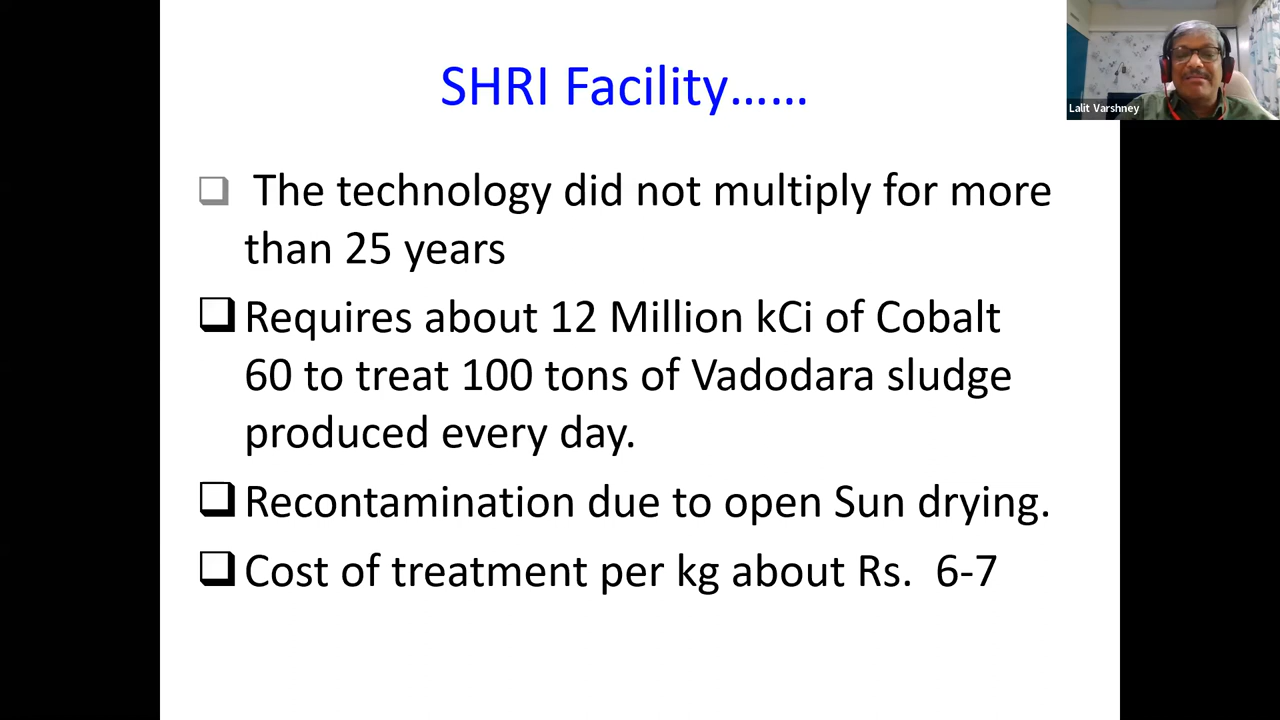 SHRI Facility......
Lalit Varshney
The technology did not multiply for more
than 25 years
Requires about 12 Million kCi of Cobalt
60 to treat 100 tons of Vadodara sludge
produced every day.
Recontamination due to open Sun drying.
Cost of treatment per kg about Rs. 6-7